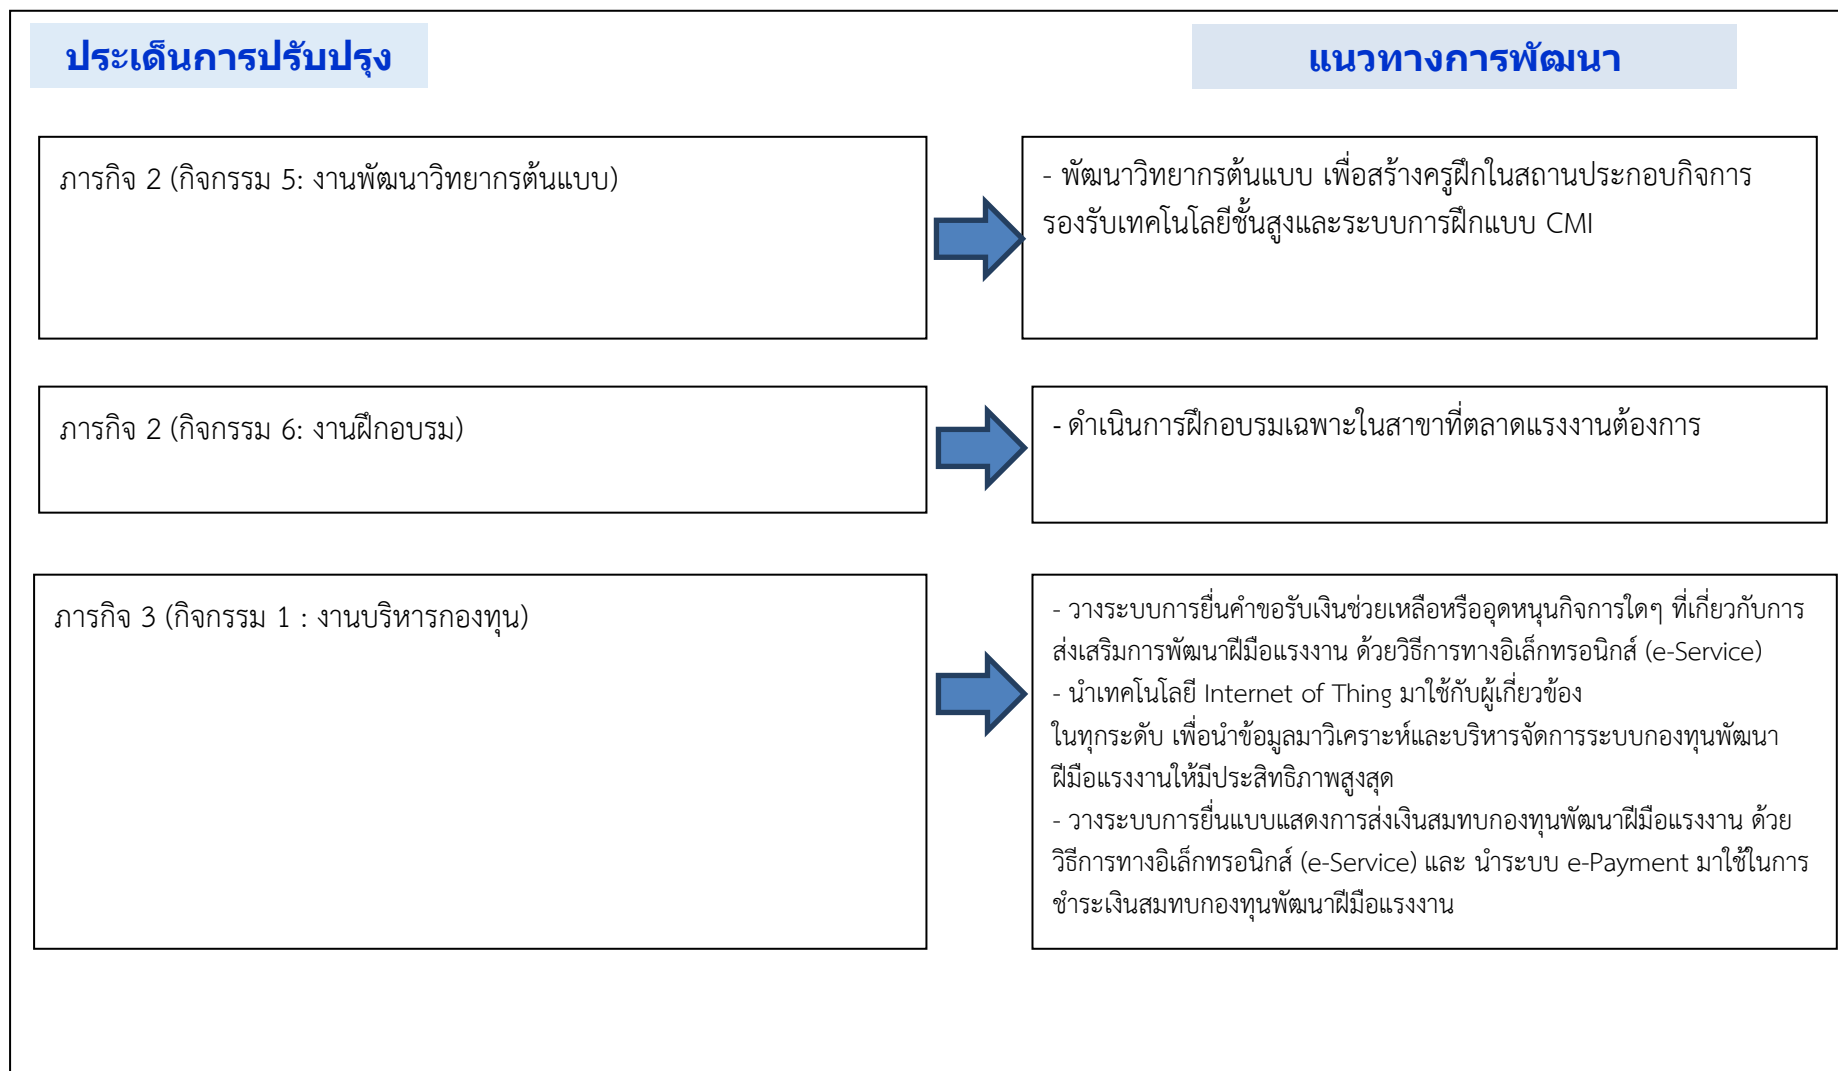 ประเด็นการปรับปรุง
แนวทางการพัฒนา
ภารกิจ 2 (กิจกรรม 5: งานพัฒนาวิทยากรต้นแบบ)
- พัฒนาวิทยากรต้นแบบ เพื่อสร้างครูฝึกในสถานประกอบกิจการ
รองรับเทคโนโลยีชั้นสูงและระบบการฝึกแบบ CMI
ภารกิจ 2 (กิจกรรม 6: งานฝึกอบรม)
- ดำเนินการฝึกอบรมเฉพาะในสาขาที่ตลาดแรงงานต้องการ
ภารกิจ 3 (กิจกรรม 1 : งานบริหารกองทุน)
- วางระบบการยื่นคำขอรับเงินช่วยเหลือหรืออุดหนุนกิจการใดๆ ที่เกี่ยวกับการ
ส่งเสริมการพัฒนาฝีมือแรงงาน ด้วยวิธีการทางอิเล็กทรอนิกส์ (e-Service)
- นำเทคโนโลยี Internet of Thing มาใช้กับผู้เกี่ยวข้อง
ในทุกระดับ เพื่อนำข้อมูลมาวิเคราะห์และบริหารจัดการระบบกองทุนพัฒนา
ฝีมือแรงงานให้มีประสิทธิภาพสูงสุด
- วางระบบการยื่นแบบแสดงการส่งเงินสมทบกองทุนพัฒนาฝีมือแรงงาน ด้วย
วิธีการทางอิเล็กทรอนิกส์ (e-Service) และ นำระบบ e-Payment มาใช้ในการ
ชำระเงินสมทบกองทุนพัฒนาฝีมือแรงงาน